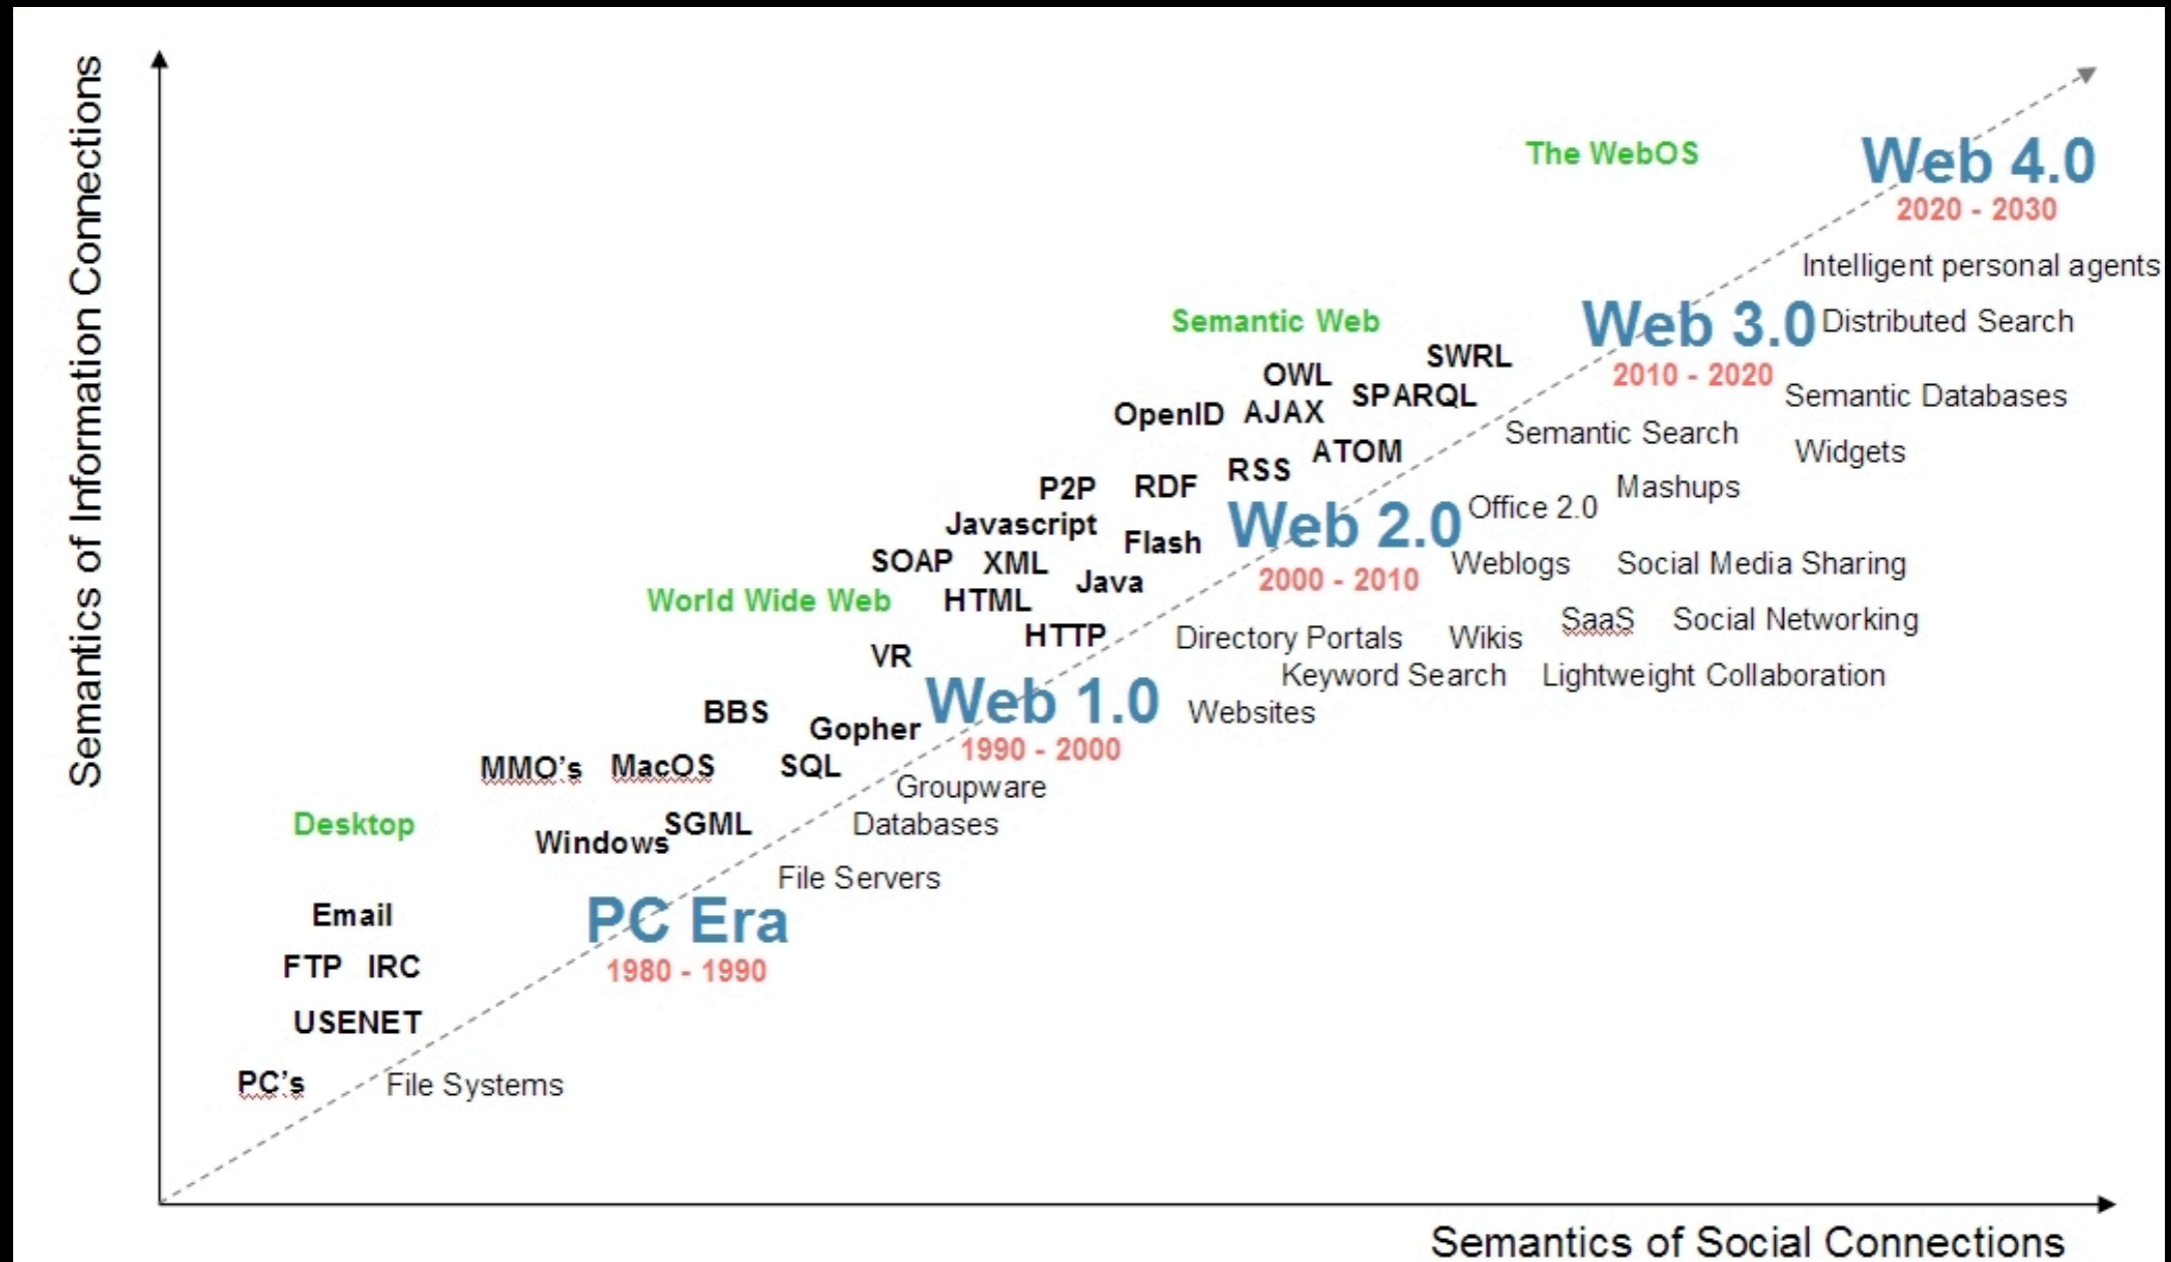 Semantics of Information Connections
The WebOS
Web 4.0
2020 - 2030
Intelligent personal agents
Semantic Web
Web 3.0
Distributed Search
SWRL
OWL
2010 - 2020
SPARQL
Semantic Databases
OpenID
AJAX
Semantic Search
ATOM
Widgets
RSS
P2P
RDF
Mashups
Office 2.0
Javascript
Web 2.0
Flash
SOAP
XML
Weblogs
Social Media Sharing
2000 - 2010
Java
World Wide Web
HTML
SaaS
Social Networking
HTTP
Directory Portals
Wikis
VR
Keyword Search
Lightweight Collaboration
Web 1.0
BBS
Websites
Gopher
1990 - 2000
MMO's
MacOS
SQL
Groupware
Desktop
SGML
Databases
Windows
File Servers
Email
PC Era
FTP
IRC
1980 - 1990
USENET
PC's
File Systems
Semantics of Social Connections